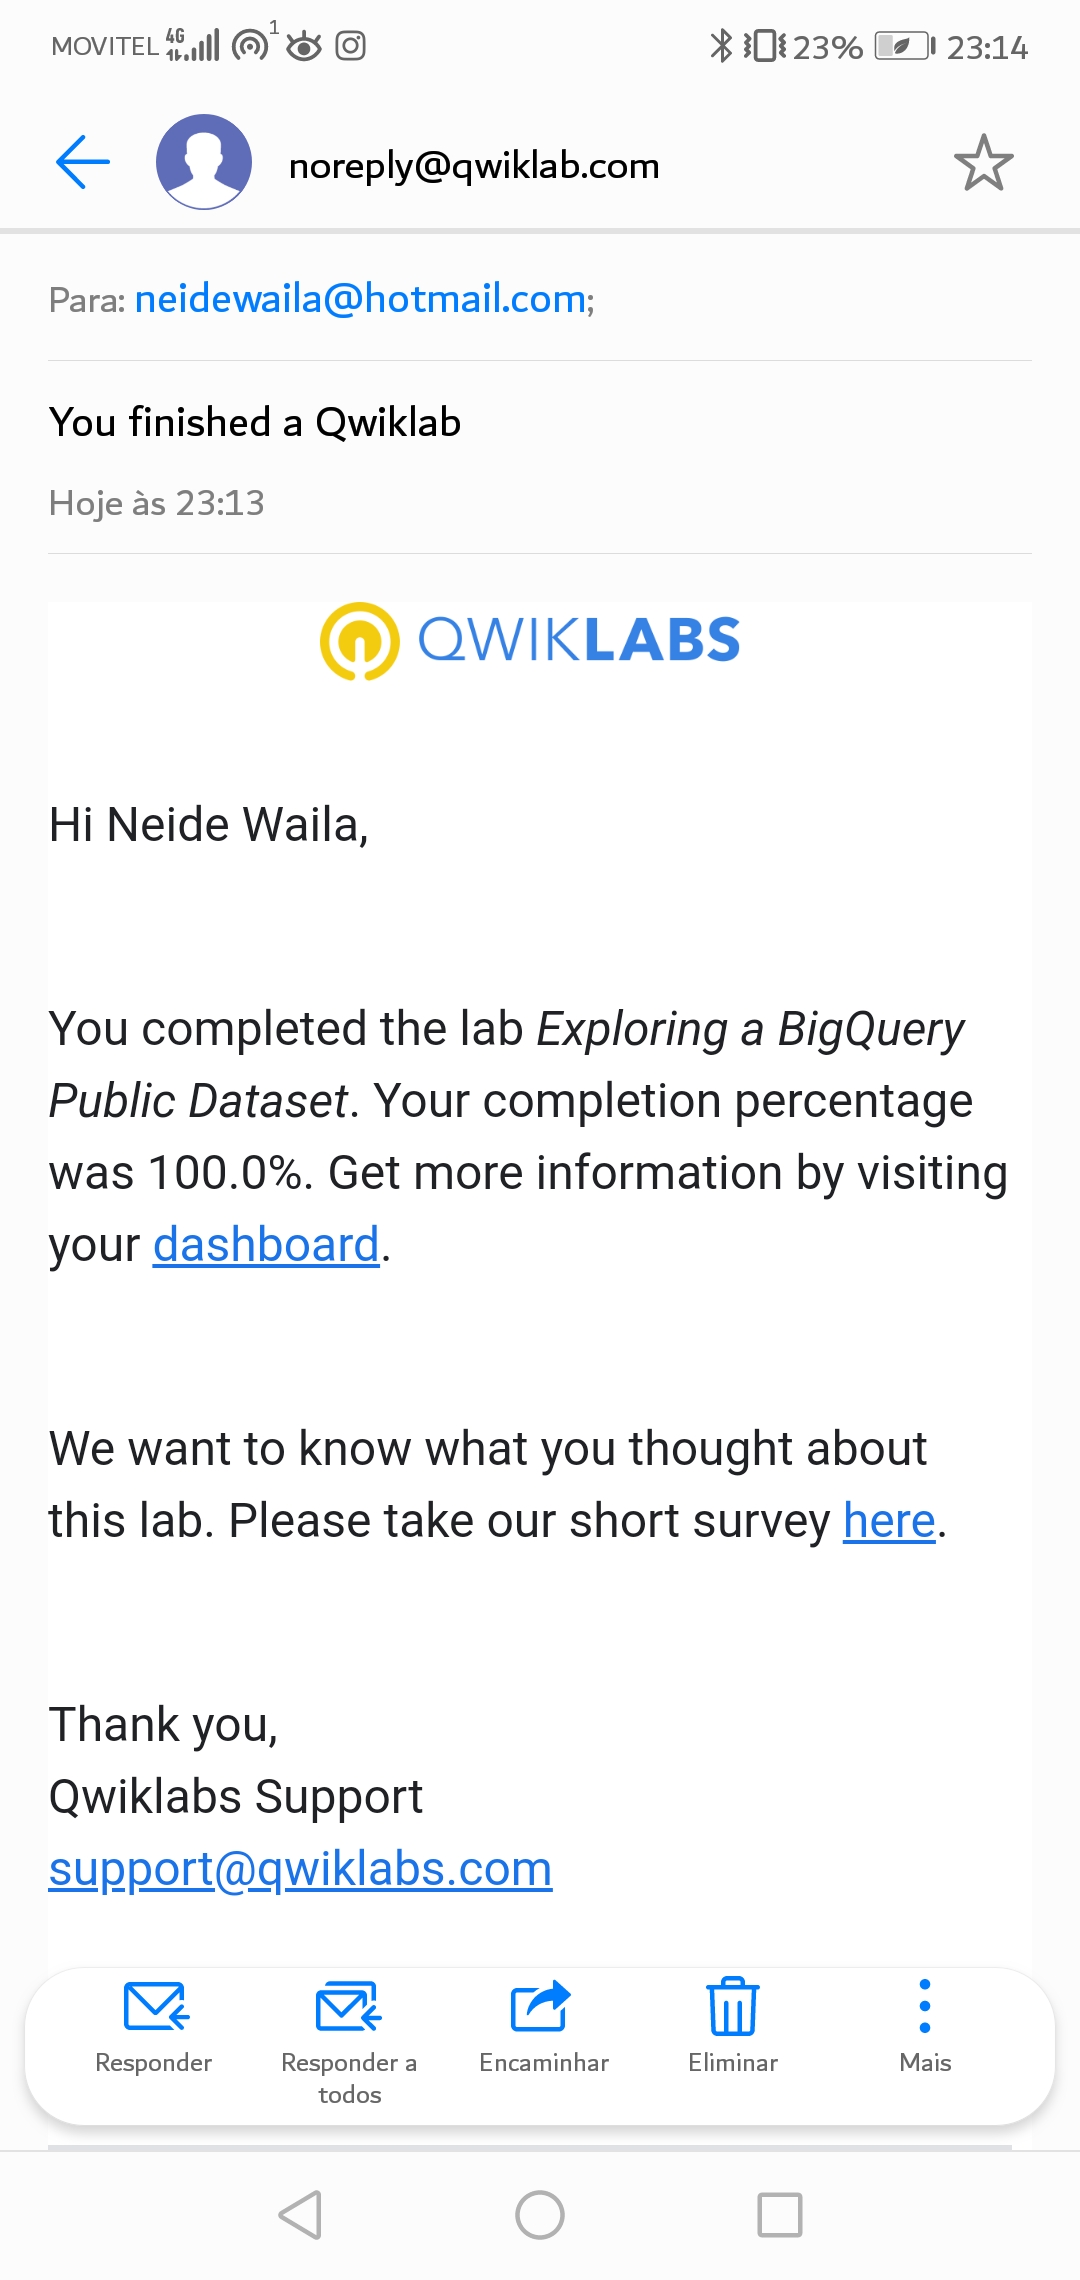 MOVITEL 4G 1 23% 23:14
noreply@qwiklab.com
Para: neidewaila@hotmail.com;
You finished a Qwiklab
Hoje às 23:13
QWIKLABS
Hi Neide Waila,
You completed the lab Exploring a BigQuery
Public Dataset. Your completion percentage
was 100.0%. Get more information by visiting
your dashboard.
We want to know what you thought about
this lab. Please take our short survey here.
Thank you,
Qwiklabs Support
support@qwiklabs.com
Responder
Responder a
todos
Encaminhar
Eliminar
Mais